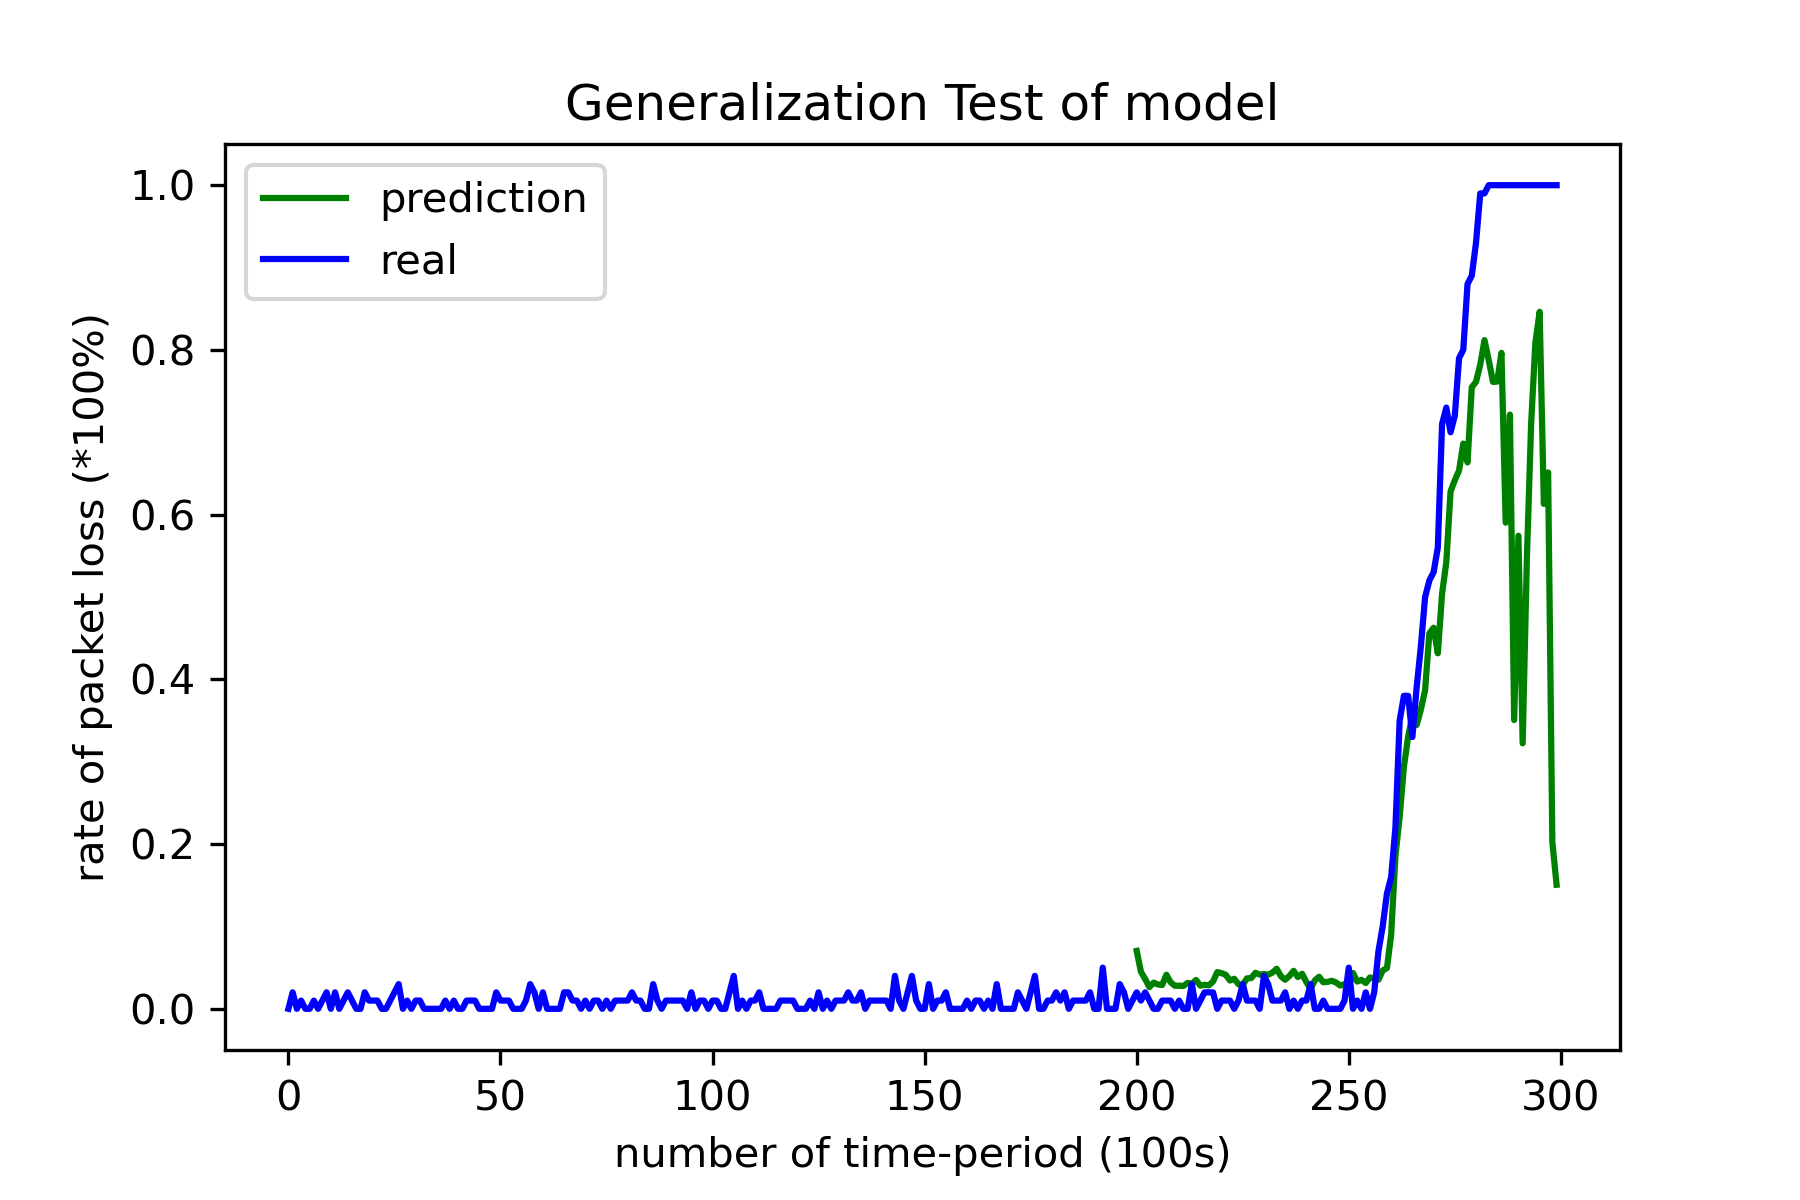 Generalization Test of model
prediction
real
1.0
0.8
0.6
0.4
0.2
0.0
rate of packet loss (*100%)
0 50 100 150 200 250 300
number of time-period (100s)